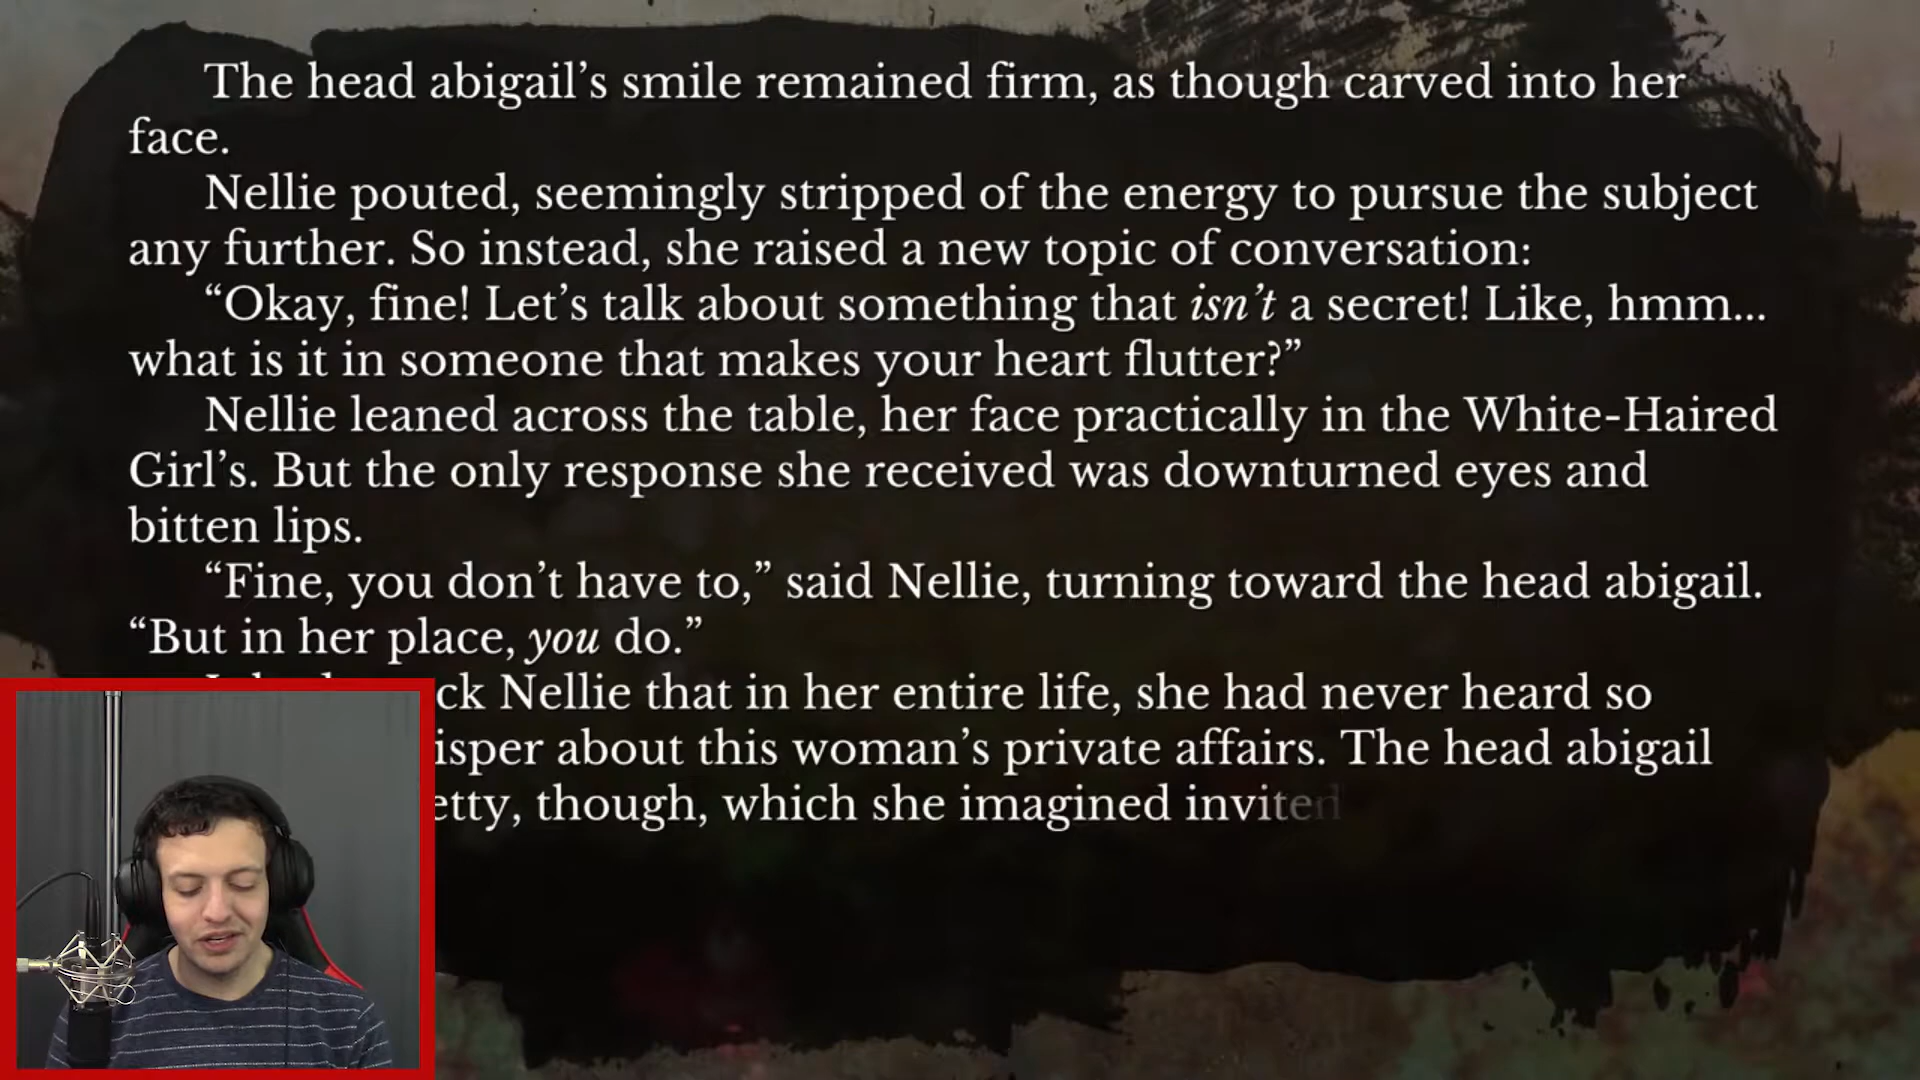 The head abigail’s smile remained firm, as though carved into her
face.
Nellie pouted, seemingly stripped of the energy to pursue the subject
any further. So instead, she raised a new topic of conversation:
“Okay, fine! Let’s talk about something that isn’t a secret! Like, hmm...
what is it in someone that makes your heart flutter?”
Nellie leaned across the table, her face practically in the White-Haired
Girl’s. But the only response she received was downturned eyes and
bitten lips.
“Fine, you don’t have to,” said Nellie, turning toward the head abigail.
“But in her place, you do.”
ck Nellie that in her entire life, she had never heard so
isper about this woman’s private affairs. The head abigail
etty, though, which she imagined invited